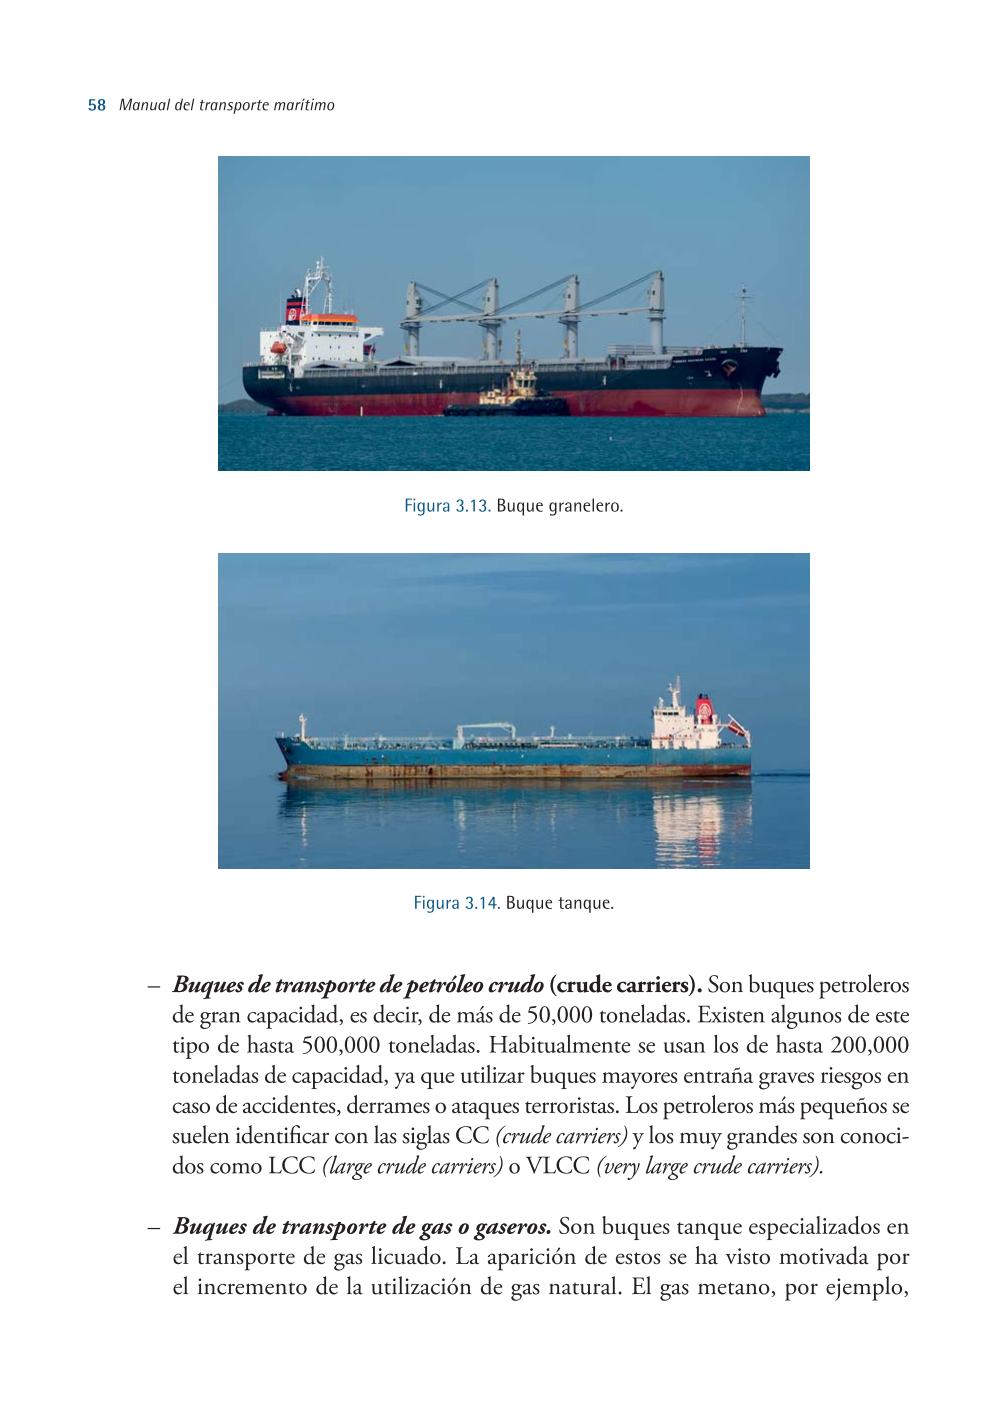 58 Manual del transporte marítimo
Figura 3.13. Buque granelero.
Figura 3.14. Buque tanque.
– Buques de transporte de petróleo crudo (crude carriers). Son buques petroleros
de gran capacidad, es decir, de más de 50,000 toneladas. Existen algunos de este
tipo de hasta 500,000 toneladas. Habitualmente se usan los de hasta 200,000
toneladas de capacidad, ya que utilizar buques mayores entraña graves riesgos en
caso de accidentes, derrames o ataques terroristas. Los petroleros más pequeños se
suelen identificar con las siglas CC (crude carriers) y los muy grandes son conoci-
dos como LCC (large crude carriers) o VLCC (very large crude carriers).
– Buques de transporte de gas o gaseros. Son buques tanque especializados en
el transporte de gas licuado. La aparición de estos se ha visto motivada por
el incremento de la utilización de gas natural. El gas metano, por ejemplo,